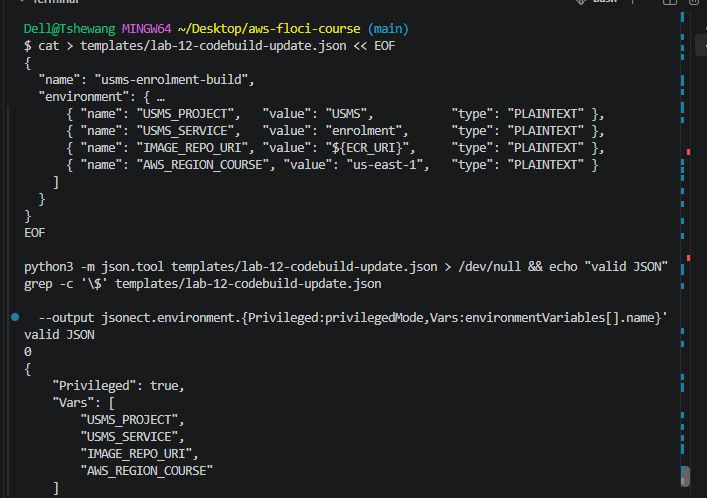 Terminal
Dell@Tshewang MINGW64 ~/Desktop/aws-floci-course (main)
$ cat > templates/lab-12-codebuild-update.json << EOF
{
  "name": "usms-enrolment-build",
  "environment": { …
      { "name": "USMS_PROJECT",   "value": "USMS",           "type": "PLAINTEXT" },
      { "name": "USMS_SERVICE",   "value": "enrolment",      "type": "PLAINTEXT" },
      { "name": "IMAGE_REPO_URI", "value": "${ECR_URI}",     "type": "PLAINTEXT" },
      { "name": "AWS_REGION_COURSE", "value": "us-east-1",   "type": "PLAINTEXT" }
    ]
  }
}
EOF
python3 -m json.tool templates/lab-12-codebuild-update.json > /dev/null && echo "valid JSON"
grep -c '\$' templates/lab-12-codebuild-update.json
  --output jsonect.environment.{Privileged:privilegedMode,Vars:environmentVariables[].name}'
valid JSON
0
{
    "Privileged": true,
    "Vars": [
        "USMS_PROJECT",
        "USMS_SERVICE",
        "IMAGE_REPO_URI",
        "AWS_REGION_COURSE"
    ]